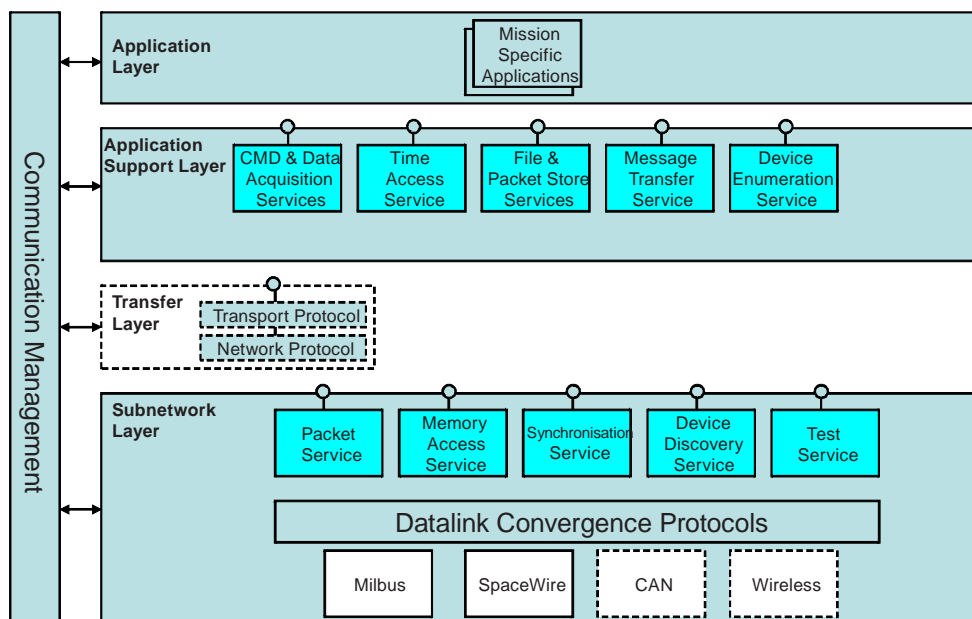 Communication Management
Application
Layer
Mission
Specific
Applications
Application
Support Layer
CMD & Data
Acquisition
Services
Time
Access
Service
File &
Packet Store
Services
Message
Transfer
Service
Device
Enumeration
Service
Transfer
Layer
Transport Protocol
Network Protocol
Subnetwork
Layer
Packet
Service
Memory
Access
Service
Synchronisation
Service
Device
Discovery
Service
Test
Service
Datalink Convergence Protocols
Milbus
SpaceWire
CAN
Wireless